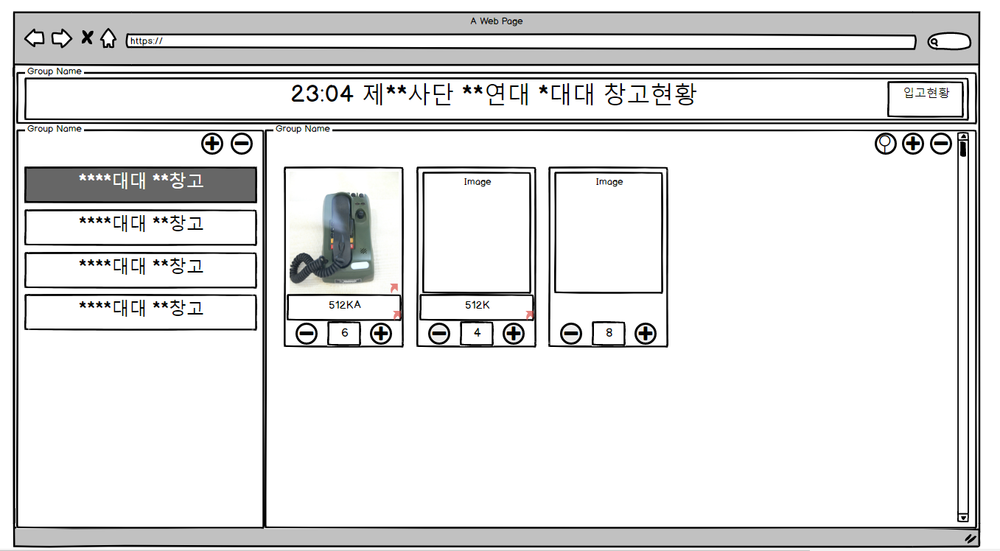 A Web Page
https://
Group Name
23:04 제**사단 **연대 *대대 창고현황
입고현황
Group Name
****대대 **창고
****대대 **창고
****대대 **창고
****대대 **창고
Group Name
Image
Image
512KA
512K
6
4
8